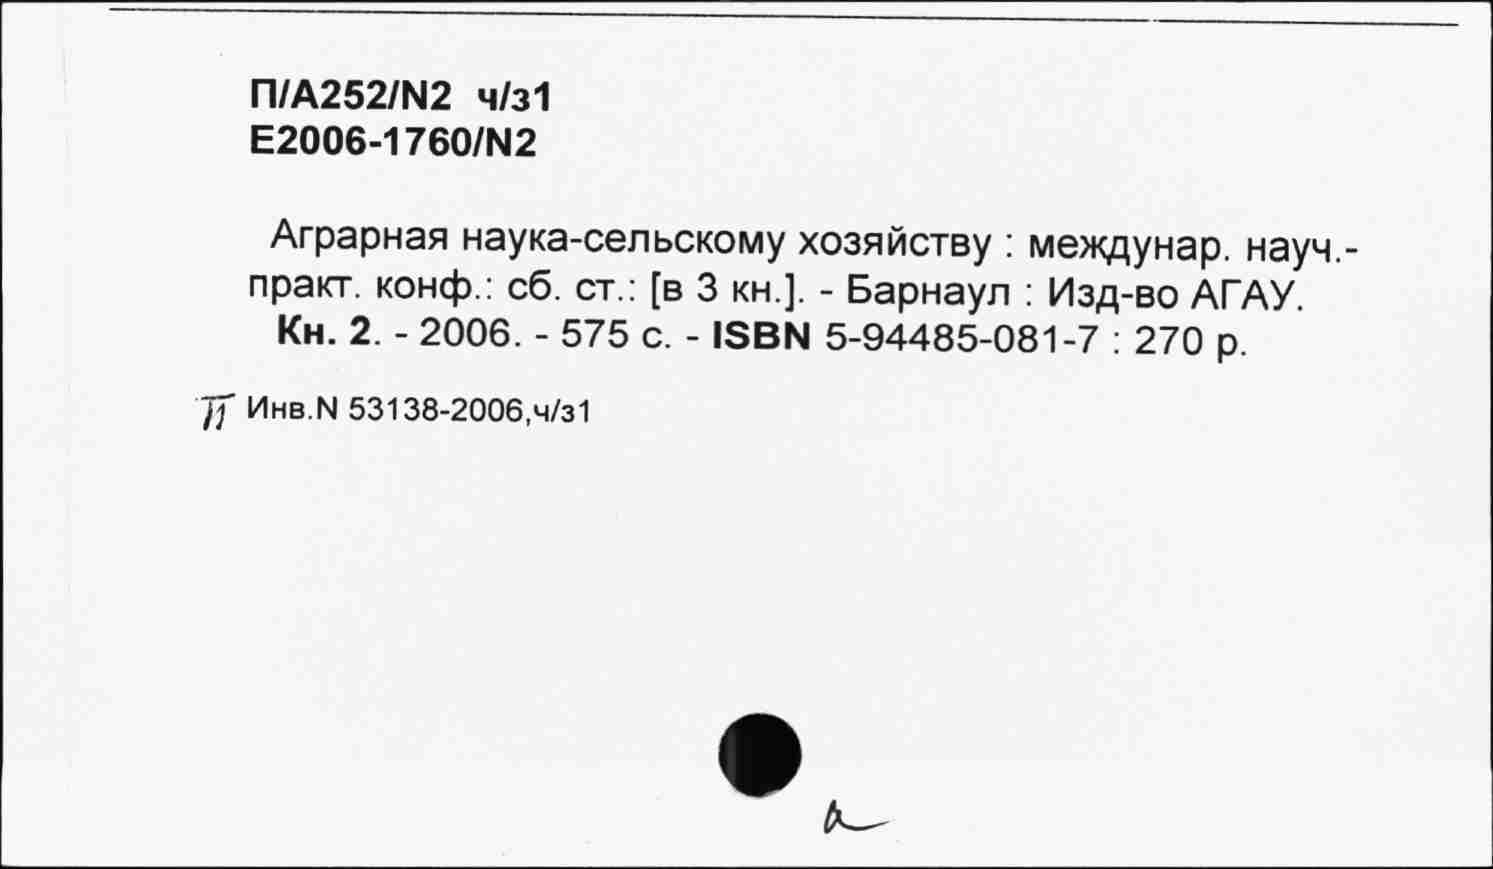 П/А252/N2 ч/з1
Е2006-1760/N2
Аграрная наука-сельскому хозяйству : междунар. науч.-
практ. конф.: сб. ст.: [в 3 кн.]. - Барнаул : Изд-во АГАУ.
Кн. 2. - 2006. - 575 с. - ISBN 5-94485-081-7 : 270 р.
П Инв.N 53138-2006,ч/з1
а